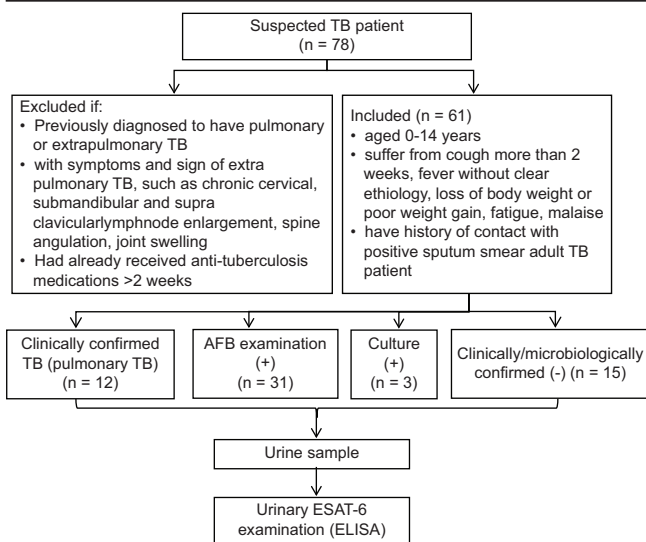 Suspected TB patient
(n = 78)
Excluded if:
• Previously diagnosed to have pulmonary
or extrapulmonary TB
• with symptoms and sign of extra
pulmonary TB, such as chronic cervical,
submandibular and supra
clavicularlymphnode enlargement, spine
angulation, joint swelling
• Had already received anti-tuberculosis
medications >2 weeks
Included (n = 61)
• aged 0-14 years
• suffer from cough more than 2
weeks, fever without clear
ethiology, loss of body weight or
poor weight gain, fatigue, malaise
• have history of contact with
positive sputum smear adult TB
patient
Clinically confirmed
TB (pulmonary TB)
(n = 12)
AFB examination
(+)
(n = 31)
Culture
(+)
(n = 3)
Clinically/microbiologically
confirmed (-) (n = 15)
Urine sample
Urinary ESAT-6
examination (ELISA)